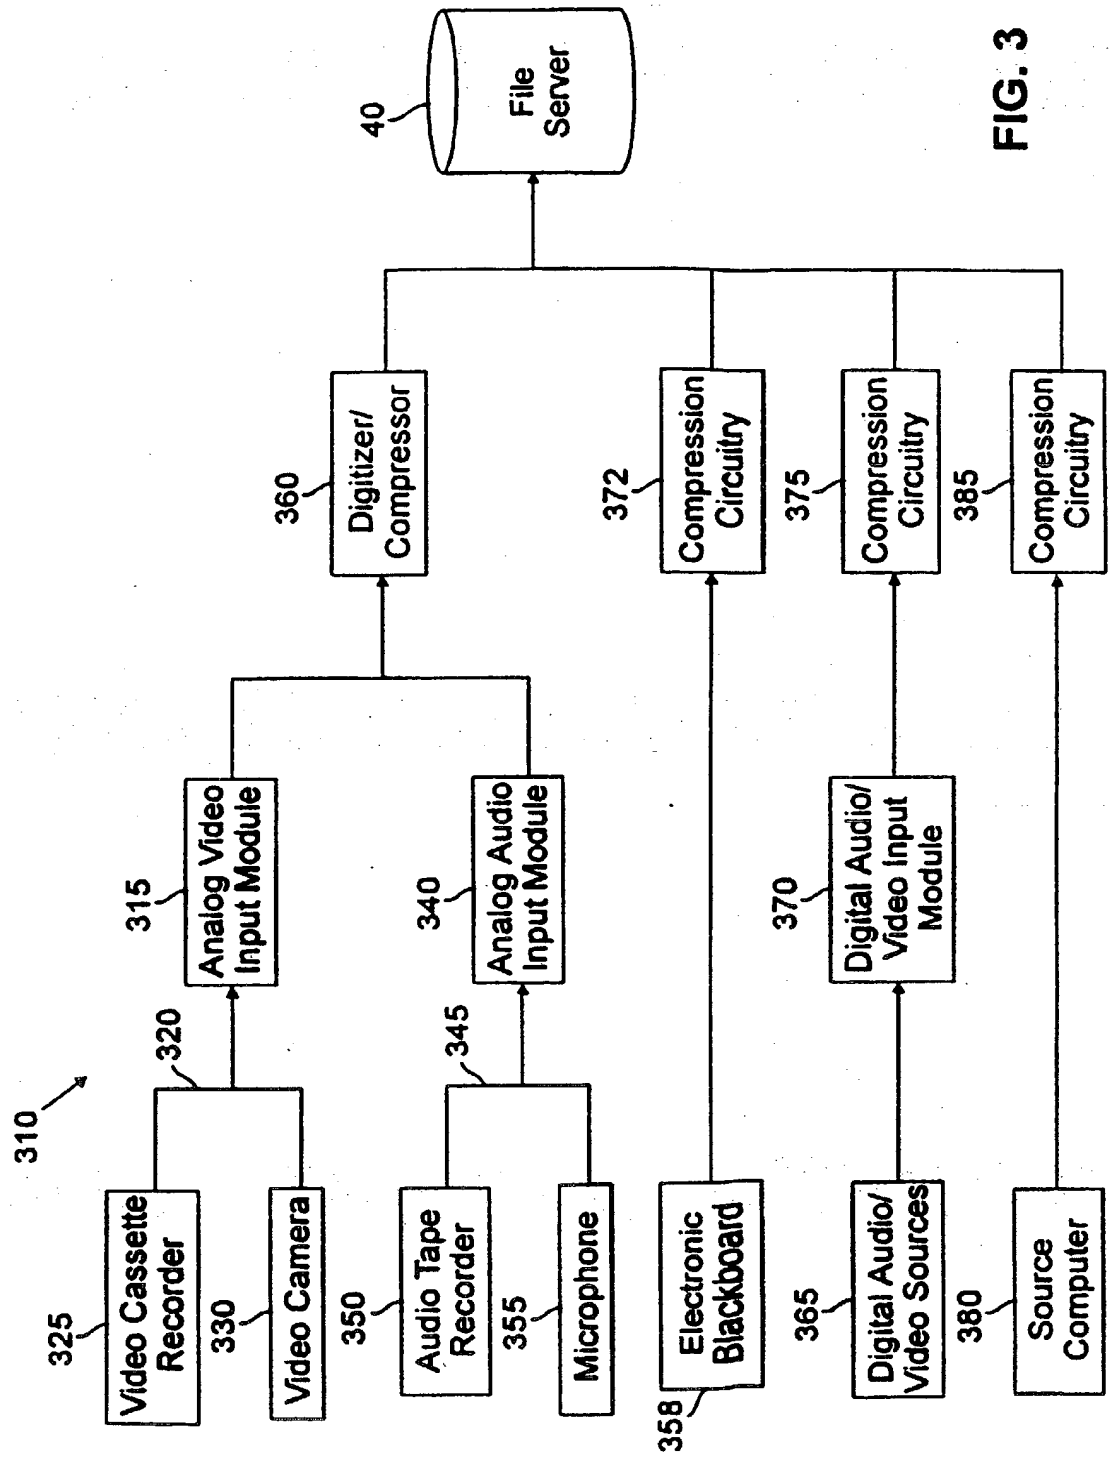 310
325
Video Cassette
Recorder
330
Video Camera
320
315
Analog Video
Input Module
350
Audio Tape
Recorder
355
Microphone
345
340
Analog Audio
Input Module
360
Digitizer/
Compressor
358
Electronic
Blackboard
372
Compression
Circuitry
365
Digital Audio/
Video Sources
370
Digital Audio/
Video Input
Module
375
Compression
Circuitry
380
Source
Computer
385
Compression
Circuitry
40
File
Server
FIG. 3